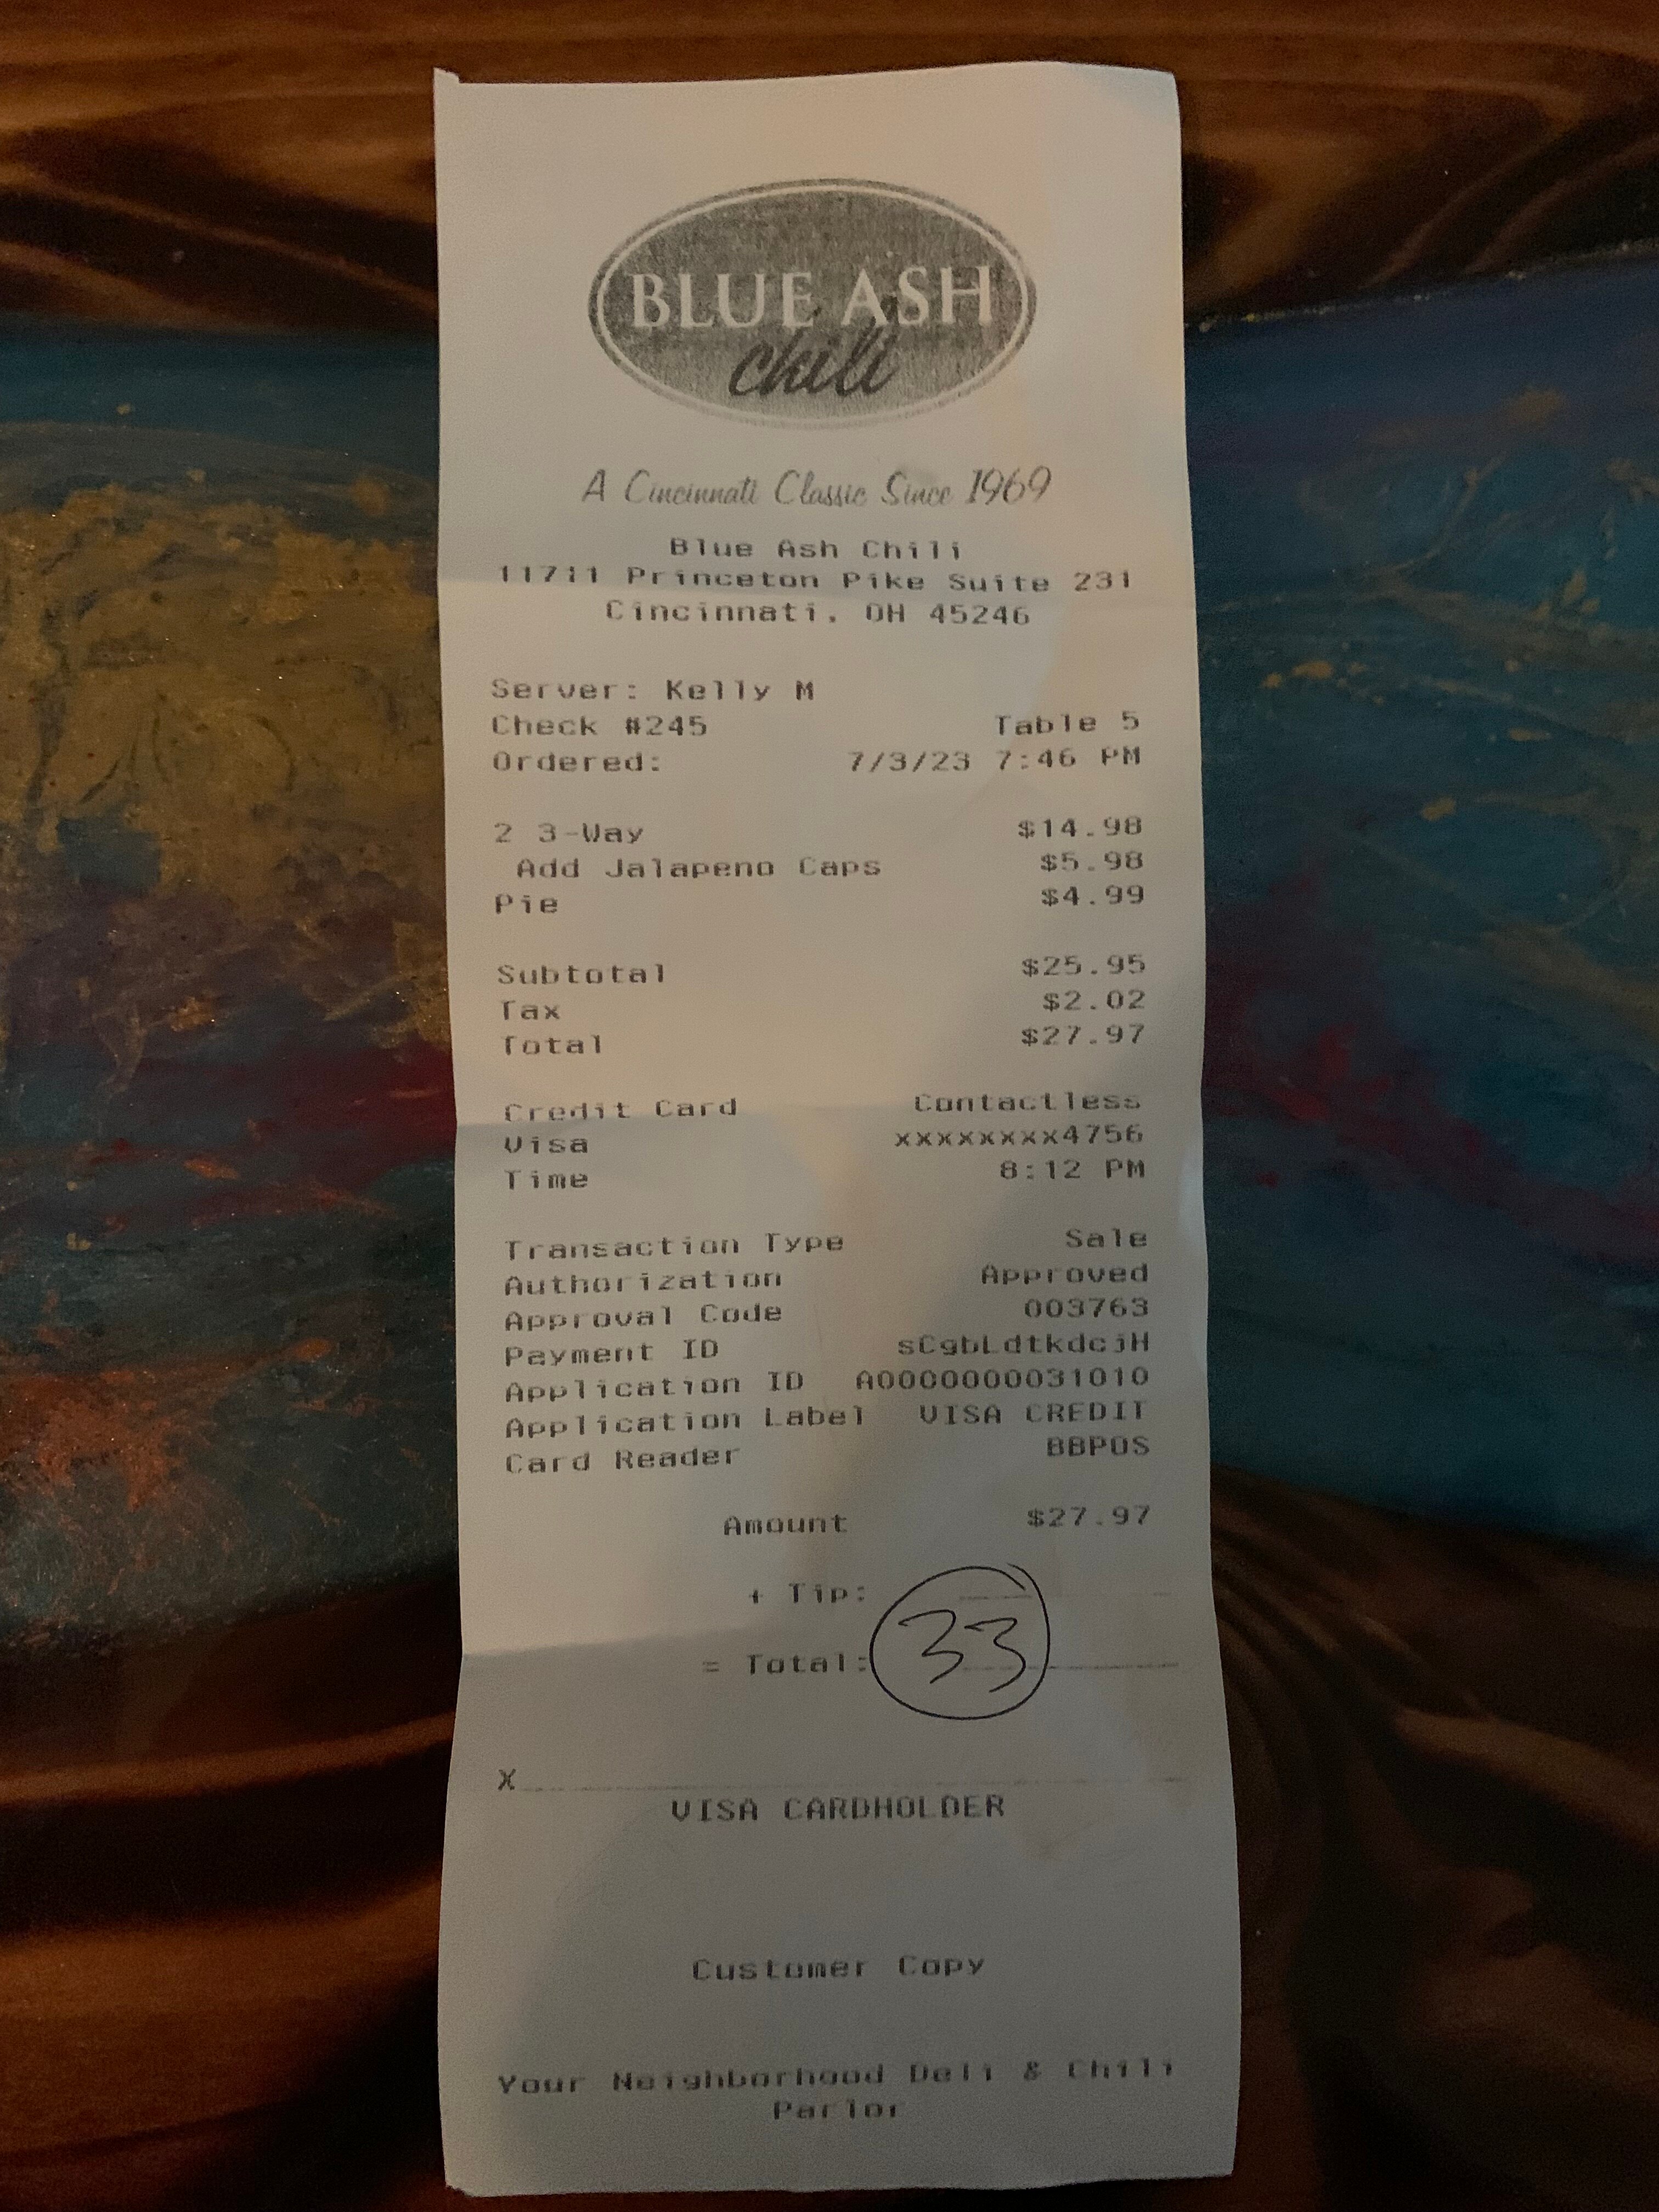 BLUE ASH
chili
A Cincinnati Classic Since 1969
Blue Ash Chili
11711 Princeton Pike Suite 231
Cincinnati, OH 45246
Server: Kelly M
Check #245 Table 5
Ordered: 7/3/23 7:46 PM
2 3-Way $14.98
Add Jalapeno Caps $5.98
Pie $4.99
Subtotal $25.95
Tax $2.02
Total $27.97
Credit Card Contactless
Visa xxxxxxxx4756
Time 8:12 PM
Transaction Type Sale
Authorization Approved
Approval Code 003763
Payment ID sCgbLdtkdcjH
Application ID A0000000031010
Application Label VISA CREDIT
Card Reader BBPOS
Amount $27.97
+ Tip:
= Total: 33
X
VISA CARDHOLDER
Customer Copy
Your Neighborhood Deli & Chili
Parlor